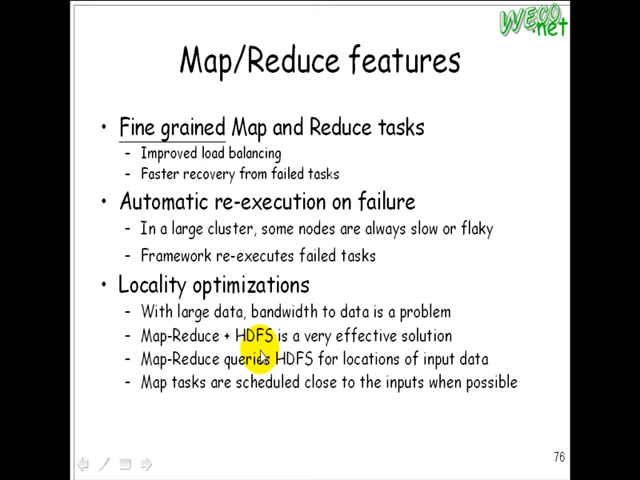 WECO
.net
Map/Reduce features
• Fine grained Map and Reduce tasks
– Improved load balancing
– Faster recovery from failed tasks
• Automatic re-execution on failure
– In a large cluster, some nodes are always slow or flaky
– Framework re-executes failed tasks
• Locality optimizations
– With large data, bandwidth to data is a problem
– Map-Reduce + HDFS is a very effective solution
– Map-Reduce queries HDFS for locations of input data
– Map tasks are scheduled close to the inputs when possible
76